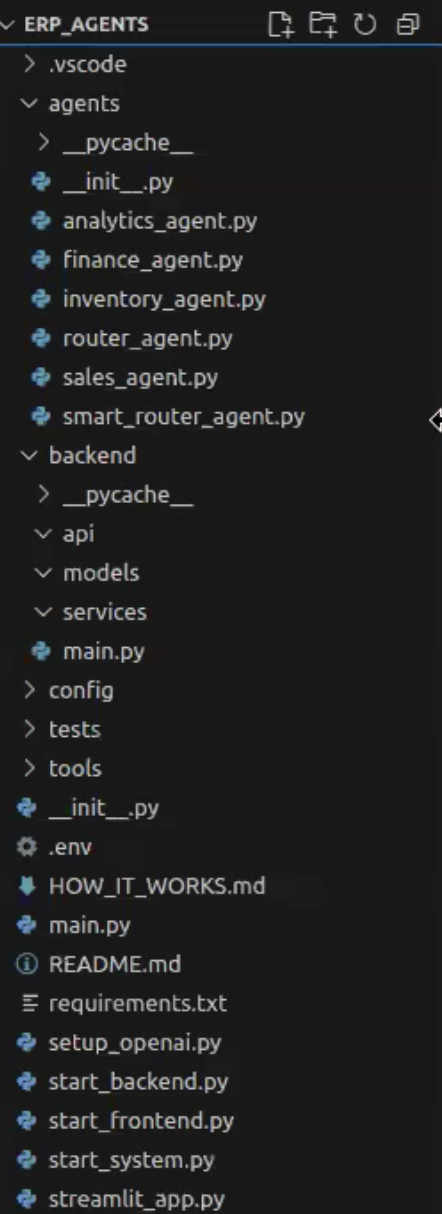 ERP_AGENTS
.vscode
agents
__pycache__
__init__.py
analytics_agent.py
finance_agent.py
inventory_agent.py
router_agent.py
sales_agent.py
smart_router_agent.py
backend
__pycache__
api
models
services
main.py
config
tests
tools
__init__.py
.env
HOW_IT_WORKS.md
main.py
README.md
requirements.txt
setup_openai.py
start_backend.py
start_frontend.py
start_system.py
streamlit_app.py